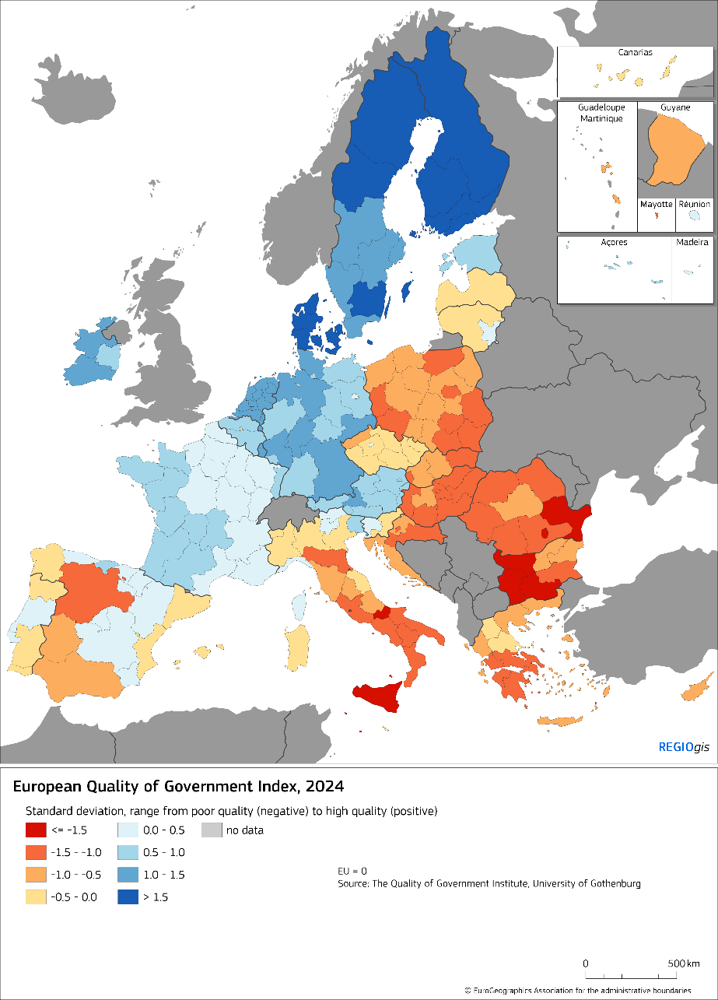 Canarias
Guadeloupe
Martinique
Guyane
Mayotte
Réunion
Açores
Madeira
REGIOgis
European Quality of Government Index, 2024
Standard deviation, range from poor quality (negative) to high quality (positive)
<= -1.5
0.0 - 0.5
no data
-1.5 - -1.0
0.5 - 1.0
-1.0 - -0.5
1.0 - 1.5
-0.5 - 0.0
> 1.5
EU = 0
Source: The Quality of Government Institute, University of Gothenburg
0
500 km
© EuroGeographics Association for the administrative boundaries